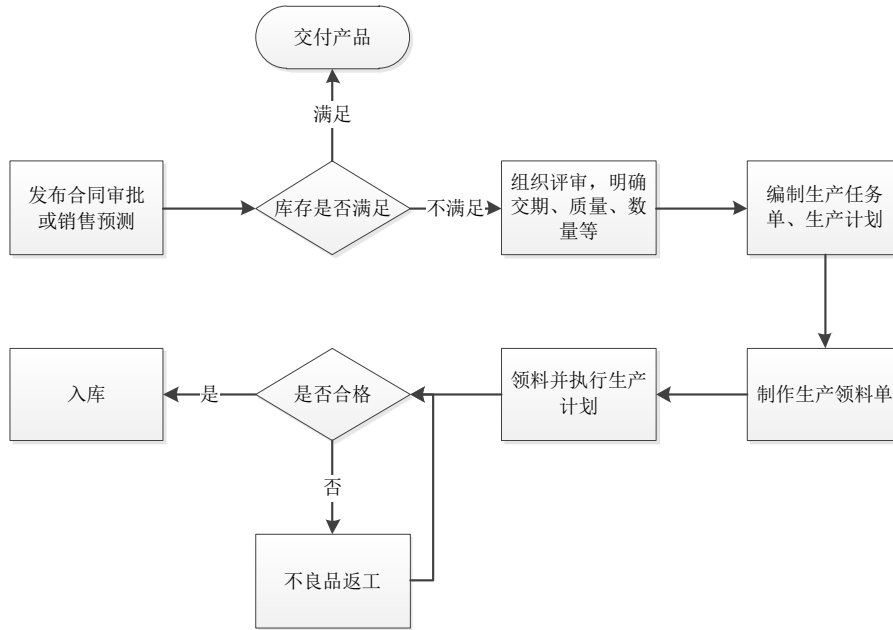 交付产品
满足
发布合同审批
或销售预测
库存是否满足
不满足
组织评审，明确
交期、质量、数
量等
编制生产任务
单、生产计划
入库
是
是否合格
领料并执行生产
计划
制作生产领料单
否
不良品返工